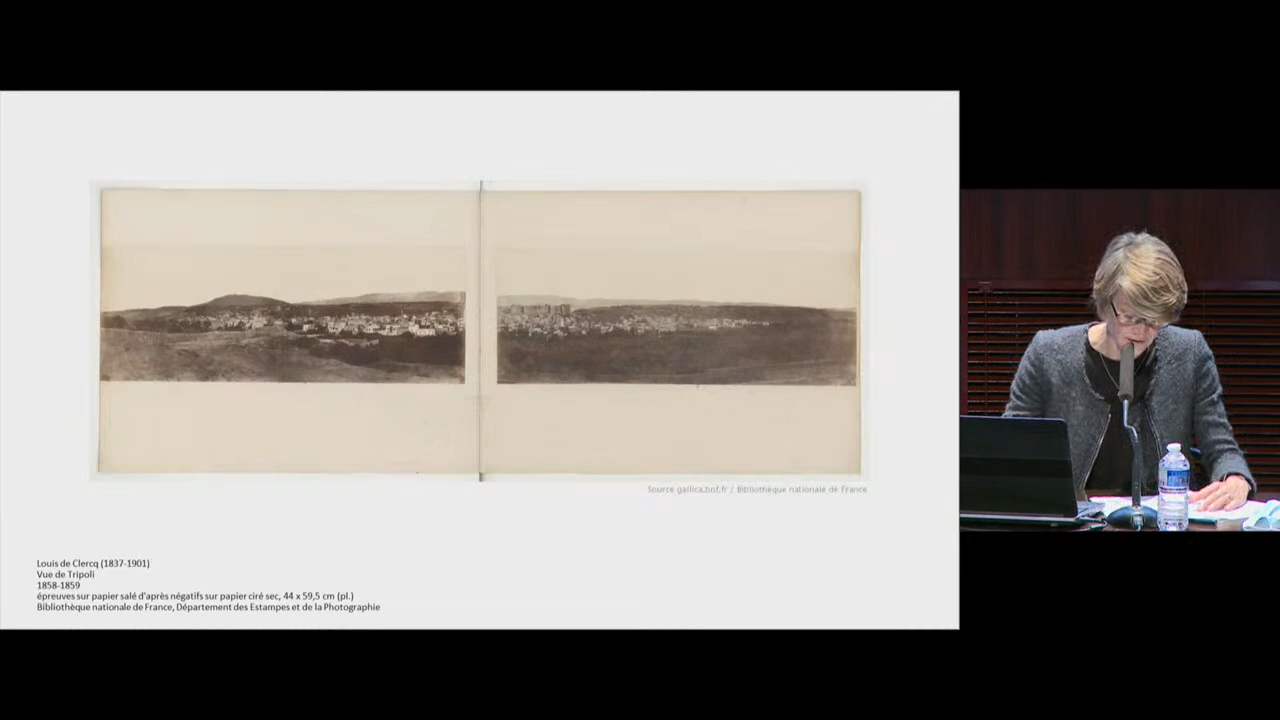 Source gallica.bnf.fr / Bibliothèque nationale de France
Louis de Clercq (1837-1901)
Vue de Tripoli
1858-1859
épreuves sur papier salé d'après négatifs sur papier ciré sec, 44 x 59,5 cm (pl.)
Bibliothèque nationale de France, Département des Estampes et de la Photographie